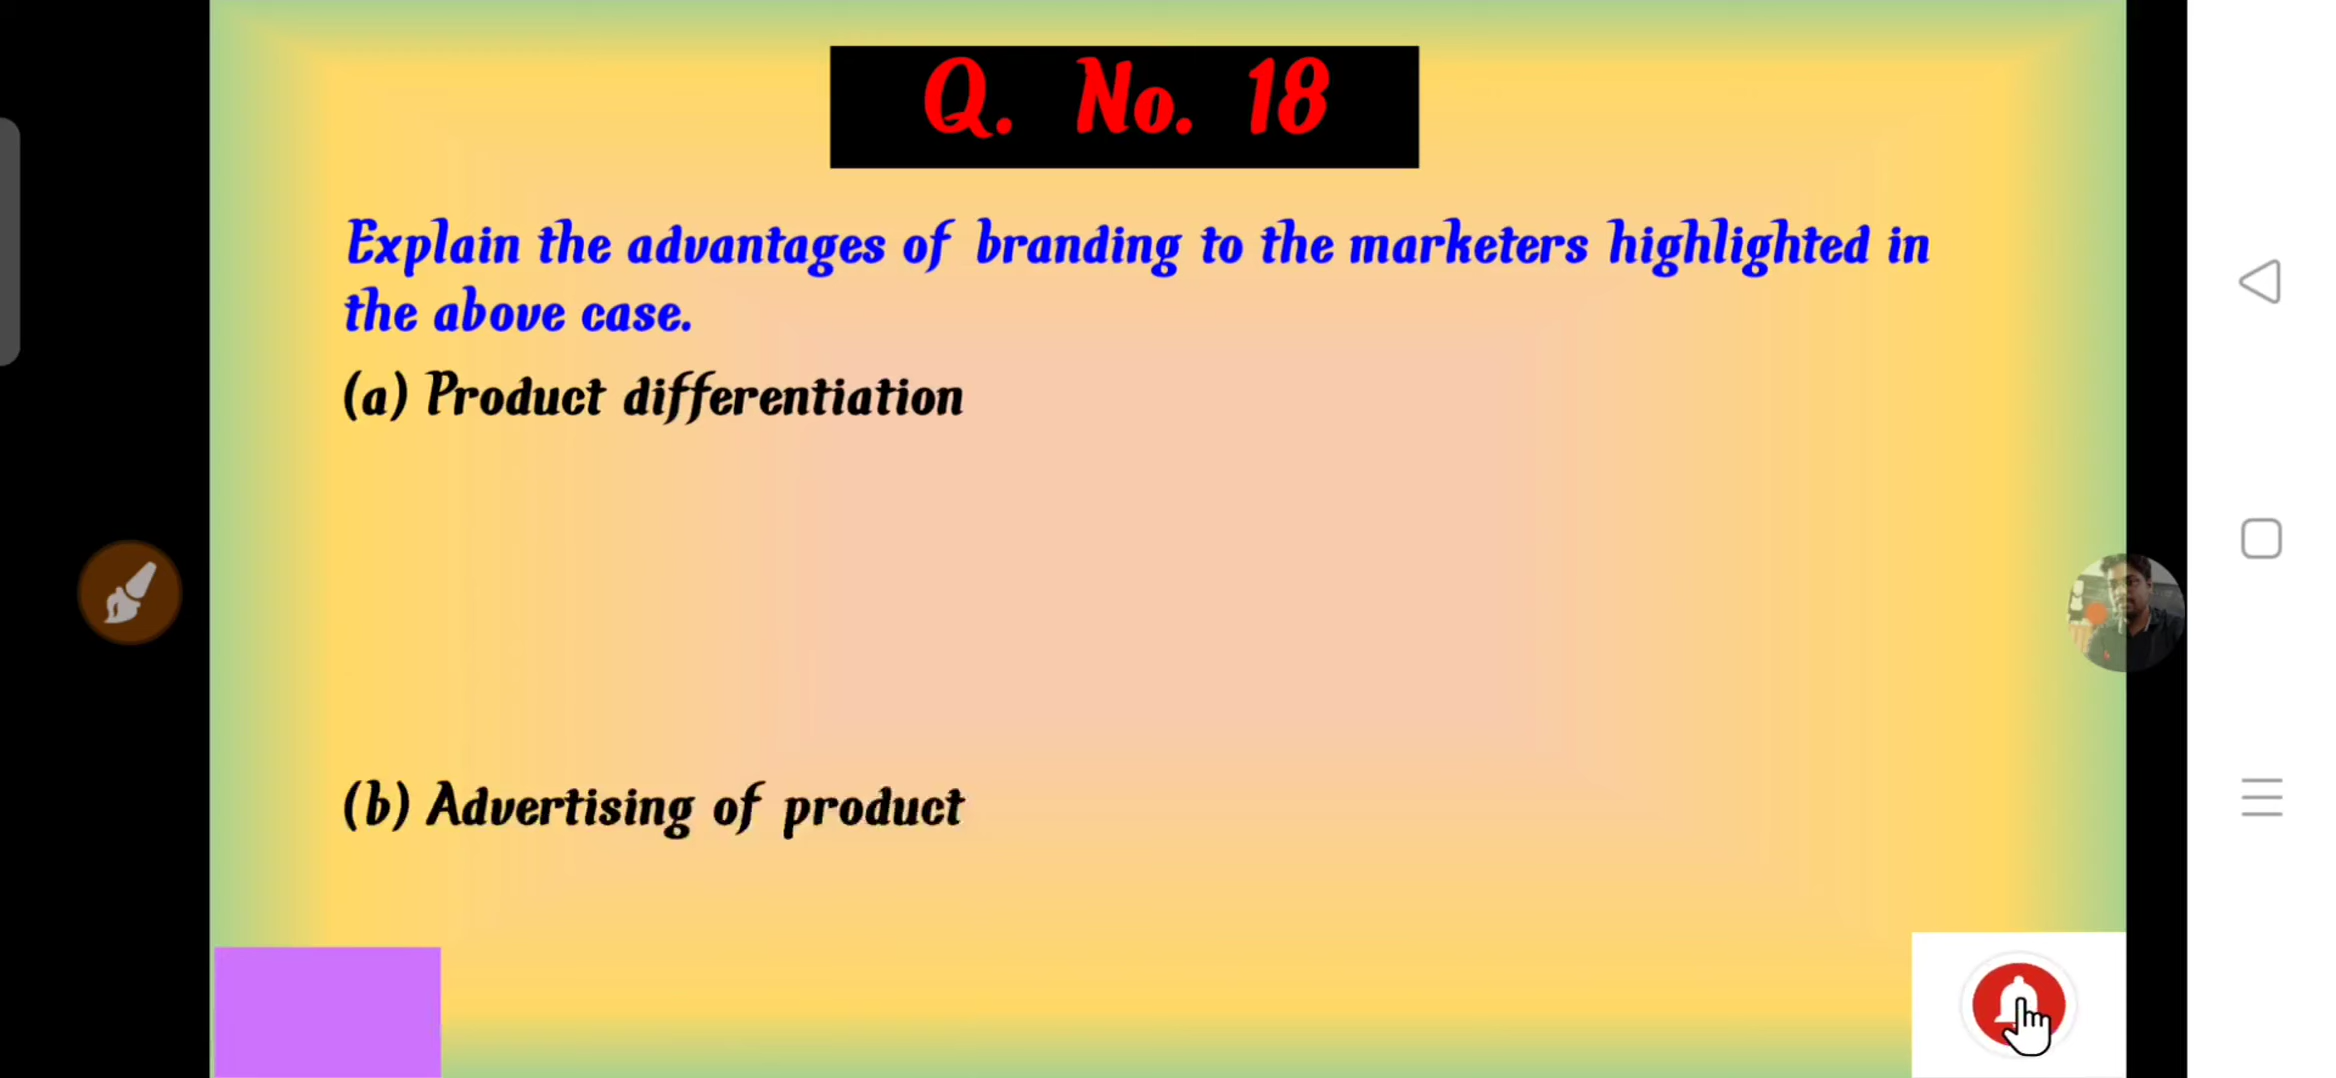 Q. No. 18
Explain the advantages of branding to the marketers highlighted in
the above case.
(a) Product differentiation
(b) Advertising of product